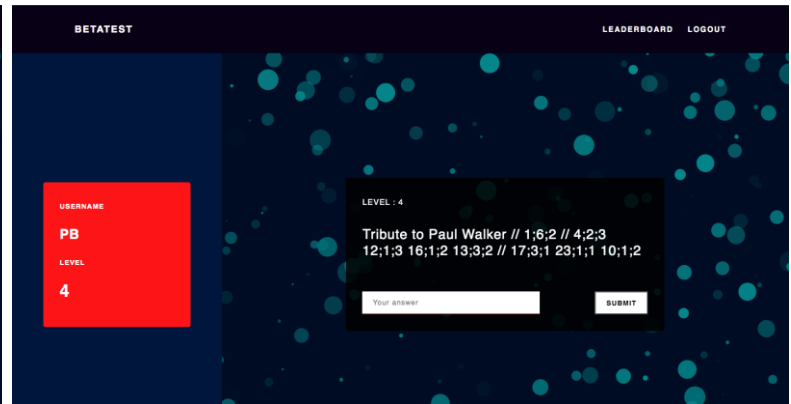 BETATEST
LEADERBOARD LOGOUT
USERNAME
PB
LEVEL
4
LEVEL : 4
Tribute to Paul Walker // 1;6;2 // 4;2;3
12;1;3 16;1;2 13;3;2 // 17;3;1 23;1;1 10;1;2
Your answer
SUBMIT